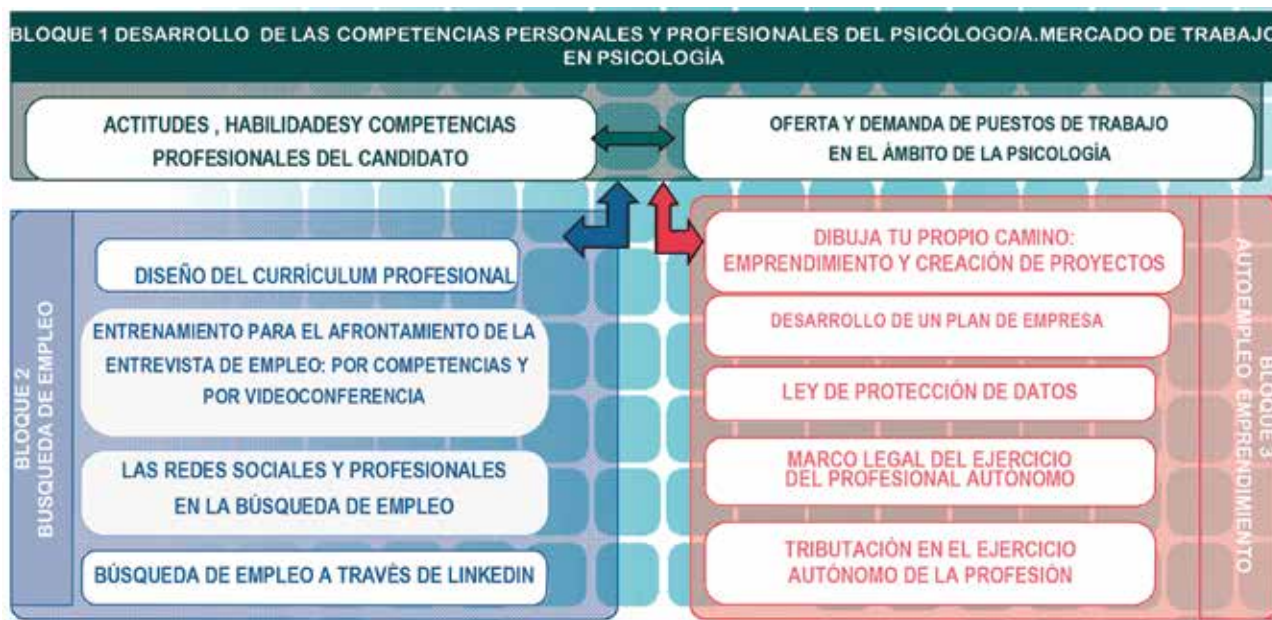 BLOQUE 1 DESARROLLO DE LAS COMPETENCIAS PERSONALES Y PROFESIONALES DEL PSICÓLOGO/A.MERCADO DE TRABAJO
EN PSICOLOGÍA
ACTITUDES , HABILIDADESY COMPETENCIAS
PROFESIONALES DEL CANDIDATO
OFERTA Y DEMANDA DE PUESTOS DE TRABAJO
EN EL ÁMBITO DE LA PSICOLOGÍA
BLOQUE 2
BUSQUEDA DE EMPLEO
DISEÑO DEL CURRÍCULUM PROFESIONAL
ENTRENAMIENTO PARA EL AFRONTAMIENTO DE LA
ENTREVISTA DE EMPLEO: POR COMPETENCIAS Y
POR VIDEOCONFERENCIA
LAS REDES SOCIALES Y PROFESIONALES
EN LA BÚSQUEDA DE EMPLEO
BÚSQUEDA DE EMPLEO A TRAVÉS DE LINKEDIN
DIBUJA TU PROPIO CAMINO:
EMPRENDIMIENTO Y CREACIÓN DE PROYECTOS
DESARROLLO DE UN PLAN DE EMPRESA
LEY DE PROTECCIÓN DE DATOS
MARCO LEGAL DEL EJERCICIO
DEL PROFESIONAL AUTÓNOMO
TRIBUTACIÓN EN EL EJERCICIO
AUTÓNOMO DE LA PROFESIÓN
BLOQUE 3
AUTOEMPLEO EMPRENDIMIENTO